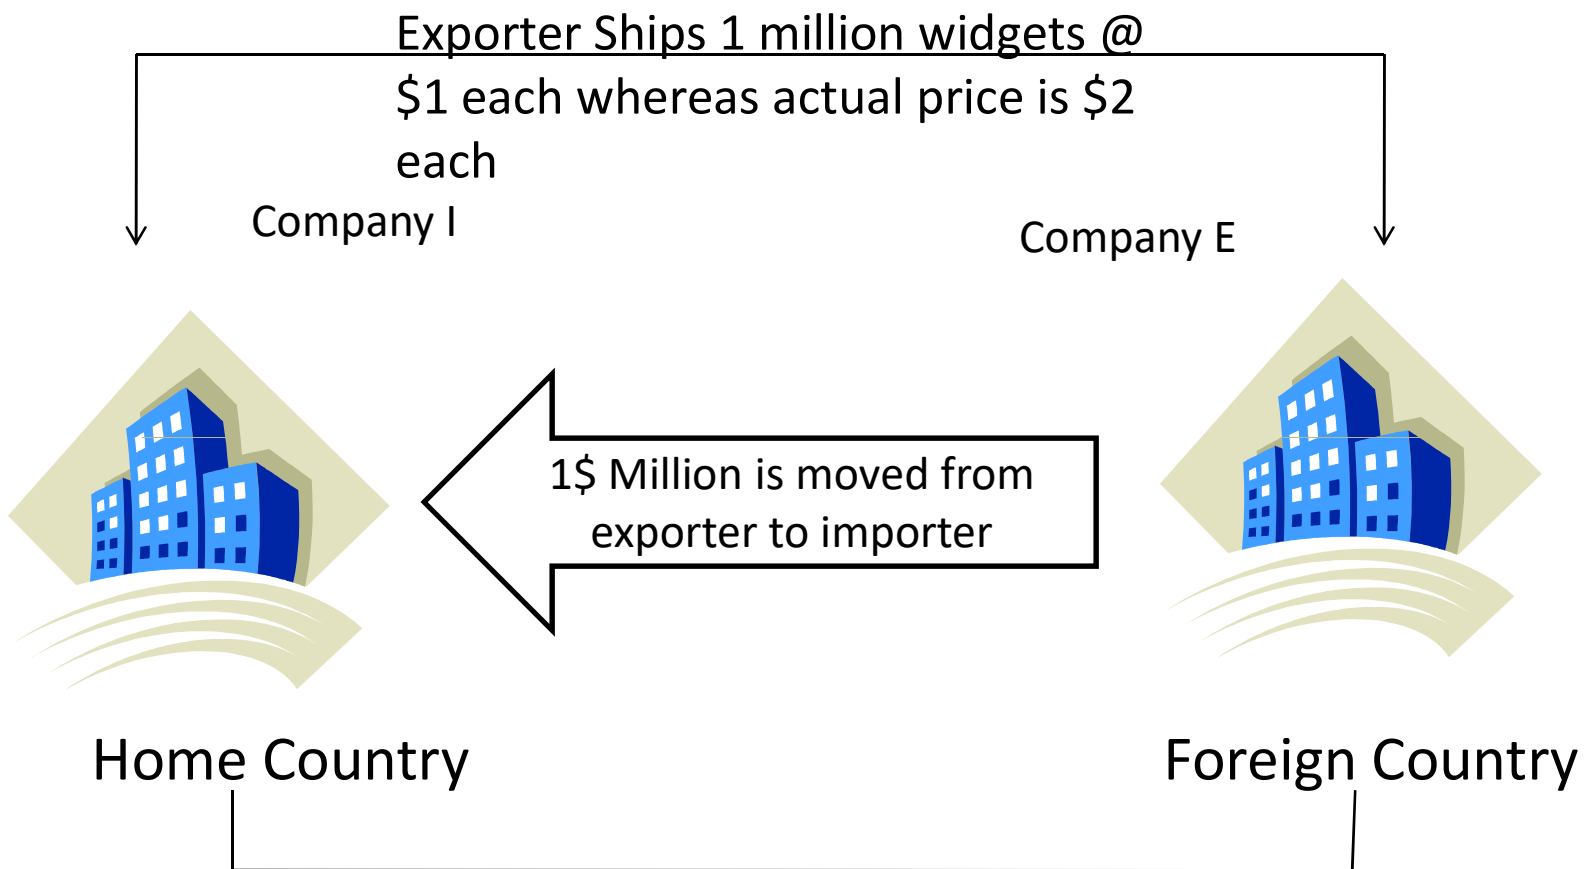 Exporter Ships 1 million widgets @
$1 each whereas actual price is $2
each
Company I
Company E
1$ Million is moved from
exporter to importer
Home Country
Foreign Country